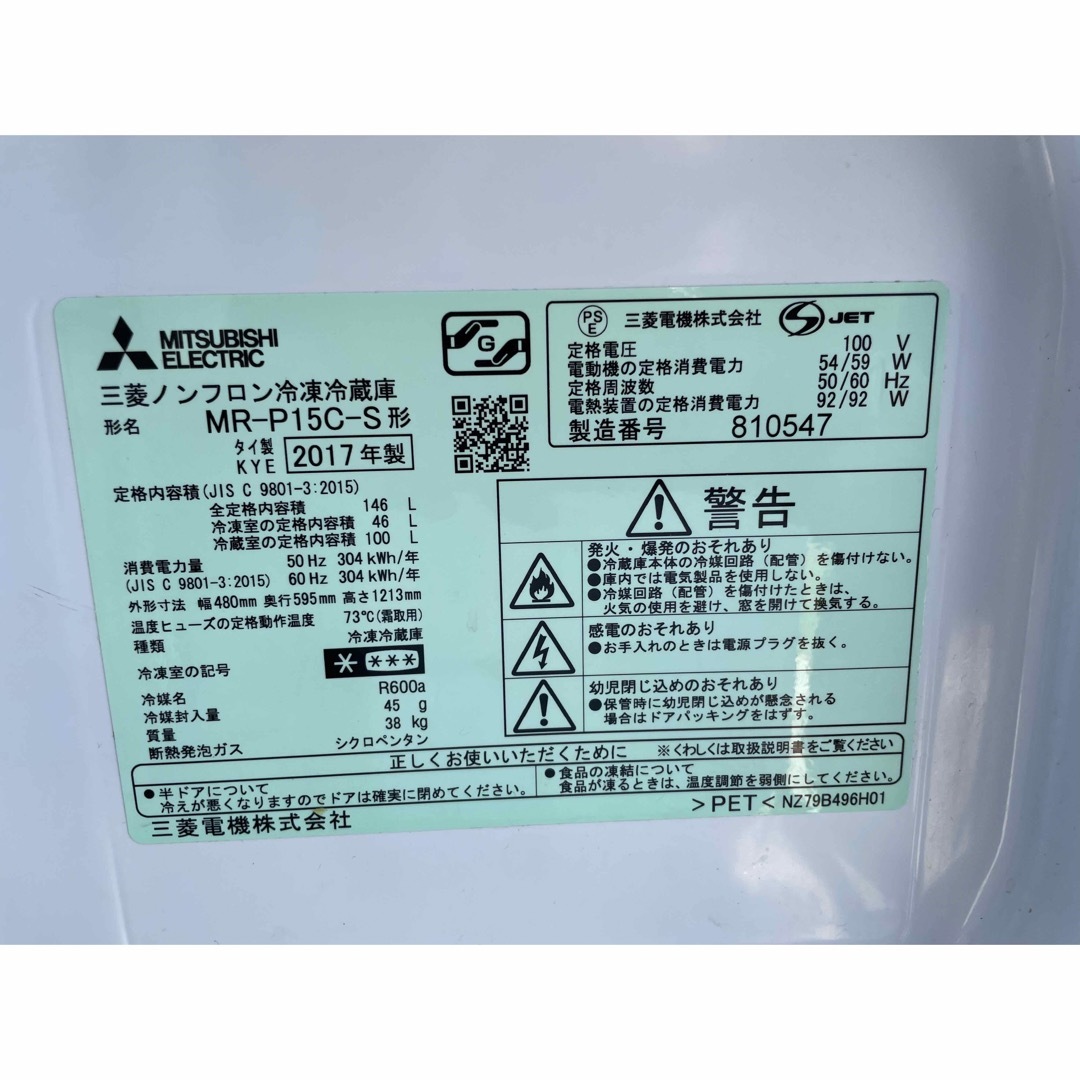 MITSUBISHI
ELECTRIC
G
三菱ノンフロン冷凍冷蔵庫
形名 MR-P15C-S形
タイ製
KYE 2017年製
定格内容積(JIS C 9801-3:2015)
全定格内容積 146 L
冷凍室の定格内容積 46 L
冷蔵室の定格内容積 100 L
消費電力量 50 Hz 304 kWh/年
(JIS C 9801-3:2015) 60 Hz 304 kWh/年
外形寸法 幅480mm 奥行595mm 高さ1213mm
温度ヒューズの定格動作温度 73℃(霜取用)
種類 冷凍冷蔵庫
冷凍室の記号 * ***
冷媒名 R600a
冷媒封入量 45 g
質量 38 kg
断熱発泡ガス シクロペンタン
PS
E 三菱電機株式会社 S JET
定格電圧 100 V
電動機の定格消費電力 54/59 W
定格周波数 50/60 Hz
電熱装置の定格消費電力 92/92 W
製造番号 810547
警告
発火・爆発のおそれあり
●冷蔵庫本体の冷媒回路(配管)を傷付けない。
●庫内では電気製品を使用しない。
●冷媒回路(配管)を傷付けたときは、
火気の使用を避け、窓を開けて換気する。
感電のおそれあり
●お手入れのときは電源プラグを抜く。
幼児閉じ込めのおそれあり
●保管時に幼児閉じ込めが懸念される
場合はドアパッキングをはずす。
正しくお使いいただくために ※くわしくは取扱説明書をご覧ください
●半ドアについて
冷えが悪くなりますのでドアは確実に閉めてください。
●食品の凍結について
食品が凍るときは、温度調節を弱側にしてください。
三菱電機株式会社
>PET< NZ79B496H01